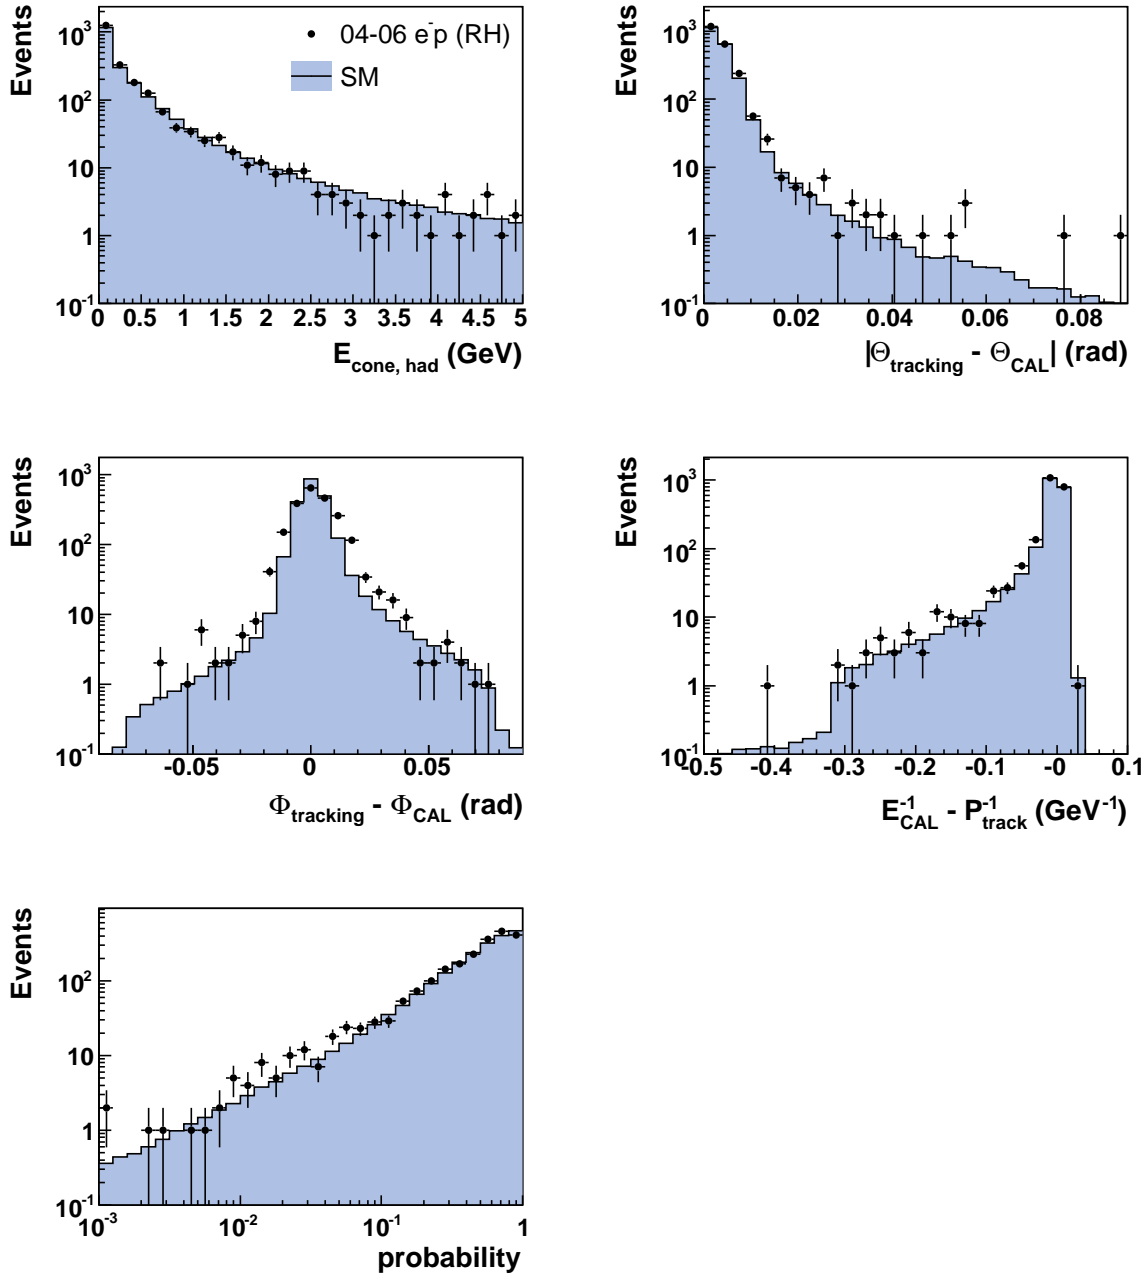 Events
10³
10²
10
1
10⁻¹
04-06 e⁻p (RH)
SM
0 0.5 1 1.5 2 2.5 3 3.5 4 4.5 5
E_cone, had (GeV)
Events
10³
10²
10
1
10⁻¹
0 0.02 0.04 0.06 0.08
|Θ_tracking - Θ_CAL| (rad)
Events
10³
10²
10
1
10⁻¹
-0.05 0 0.05
Φ_tracking - Φ_CAL (rad)
Events
10³
10²
10
1
10⁻¹
-0.5 -0.4 -0.3 -0.2 -0.1 -0 0.1
E⁻¹_CAL - P⁻¹_track (GeV⁻¹)
Events
10²
10
1
10⁻¹
10⁻³ 10⁻² 10⁻¹ 1
probability